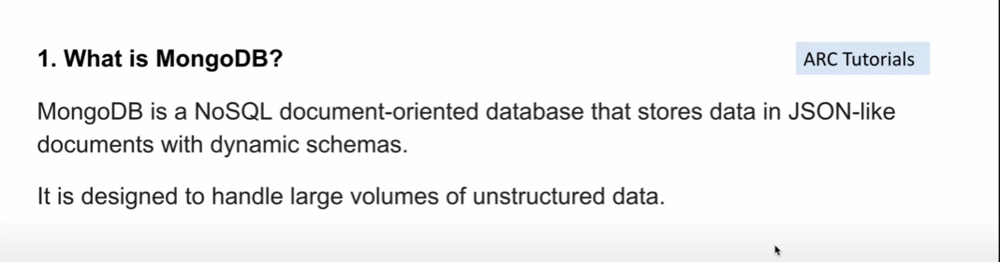 1. What is MongoDB?
ARC Tutorials
MongoDB is a NoSQL document-oriented database that stores data in JSON-like
documents with dynamic schemas.
It is designed to handle large volumes of unstructured data.